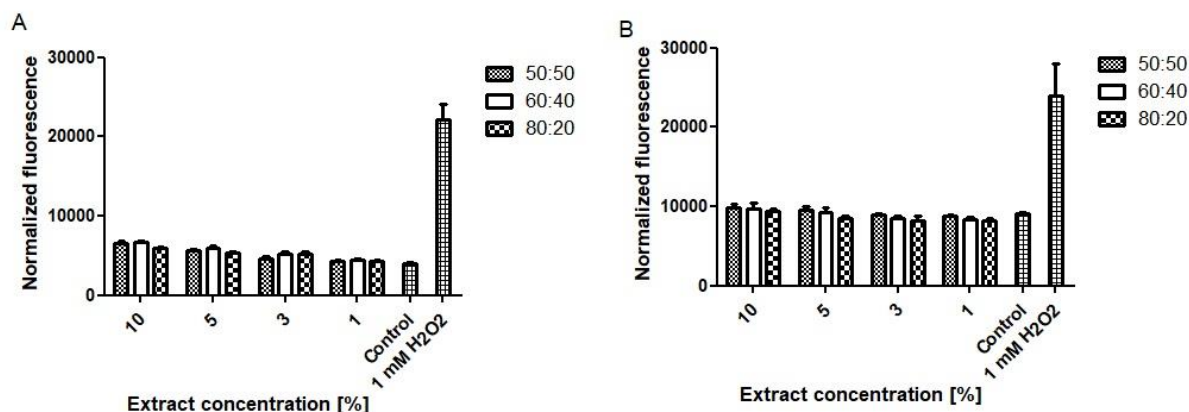 A
Normalized fluorescence
30000
20000
10000
0
10
5
3
1
Control
1 mM H2O2
Extract concentration [%]
50:50
60:40
80:20
B
Normalized fluorescence
30000
20000
10000
0
10
5
3
1
Control
1 mM H2O2
Extract concentration [%]
50:50
60:40
80:20